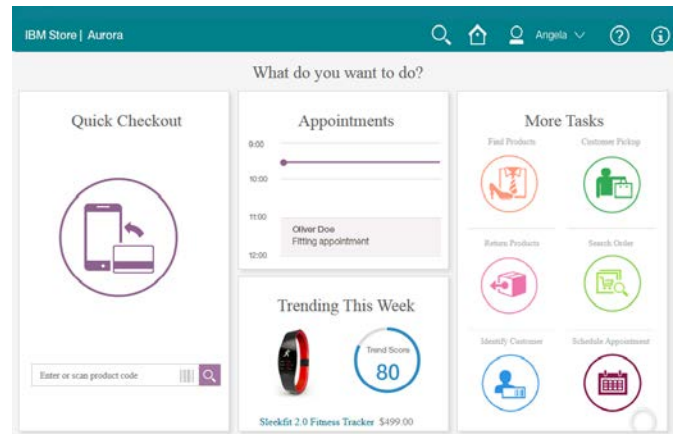 IBM Store | Aurora
Angela
What do you want to do?
Quick Checkout
Enter or scan product code
Appointments
9:00
10:00
11:00
Oliver Doe
Fitting appointment
12:00
Trending This Week
Trend Score
80
Sleekfit 2.0 Fitness Tracker $499.00
More Tasks
Find Products Customer Pickup
Return Products Search Order
Identify Customer Schedule Appointment